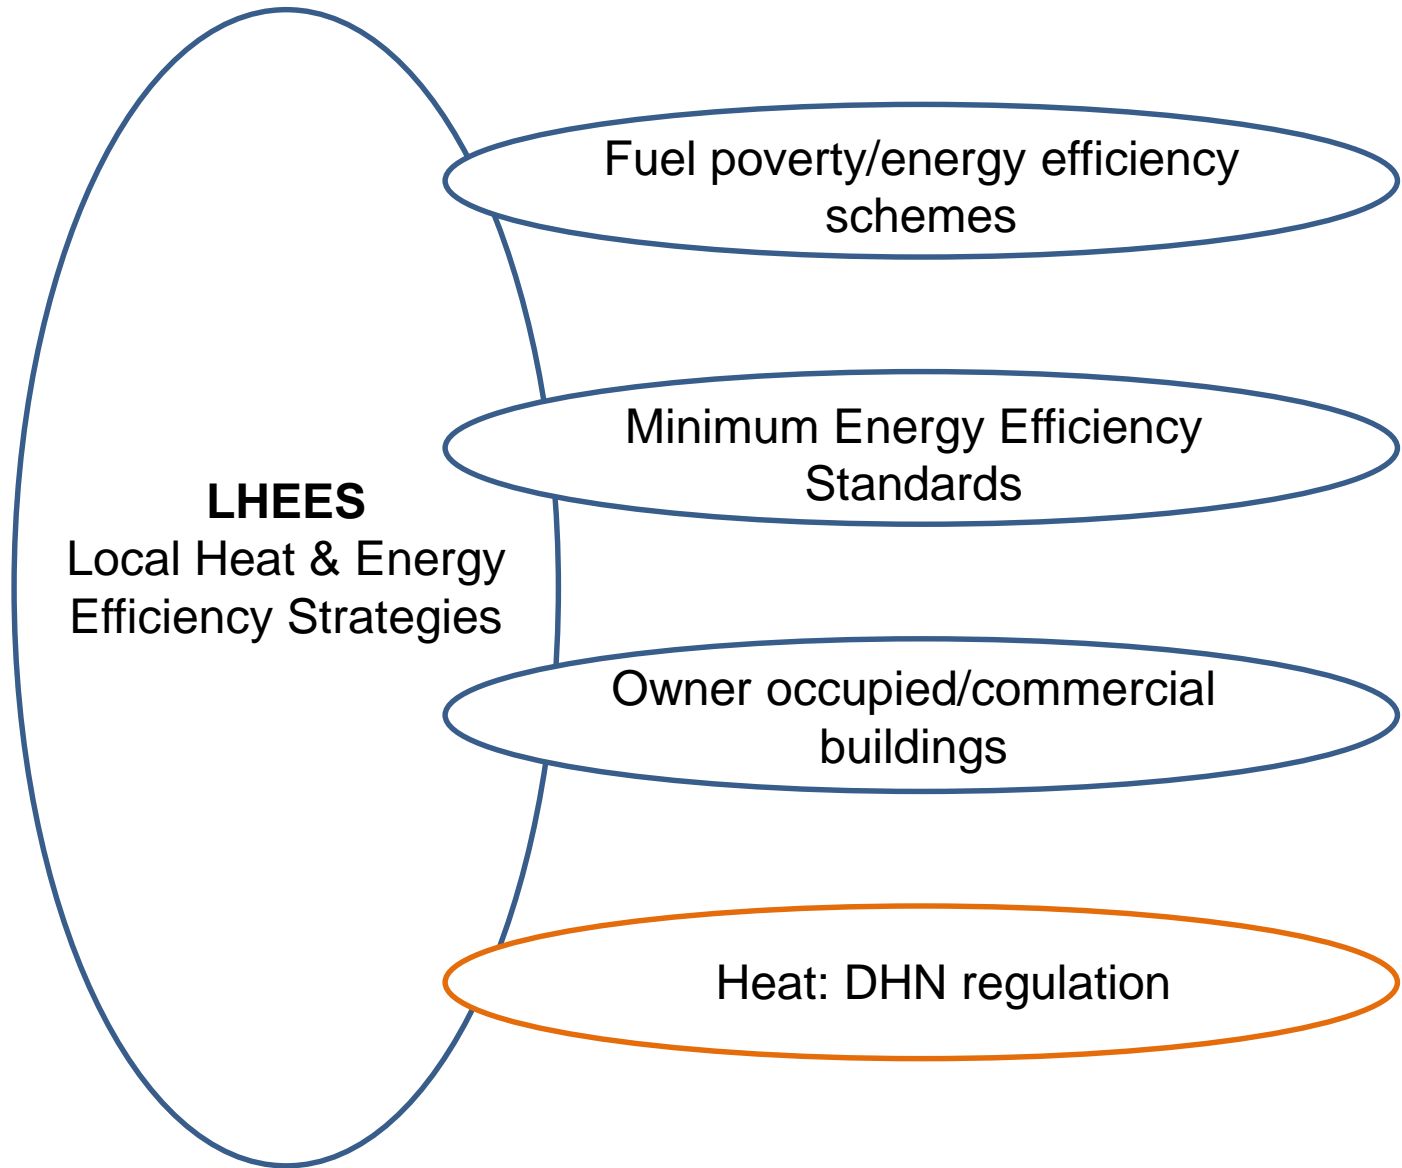 Fuel poverty/energy efficiency
schemes
Minimum Energy Efficiency
Standards
LHEES
Local Heat & Energy
Efficiency Strategies
Owner occupied/commercial
buildings
Heat: DHN regulation